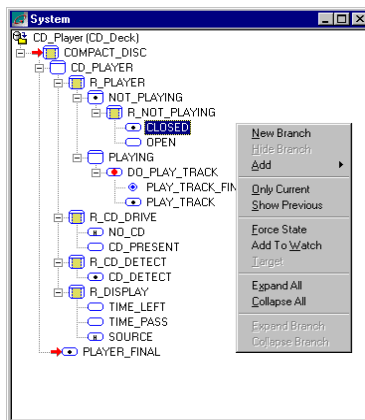 System
CD_Player (CD_Deck)
COMPACT_DISC
CD_PLAYER
R_PLAYER
NOT_PLAYING
R_NOT_PLAYING
CLOSED
OPEN
PLAYING
DO_PLAY_TRACK
PLAY_TRACK_FIN
PLAY_TRACK
R_CD_DRIVE
NO_CD
CD_PRESENT
R_CD_DETECT
CD_DETECT
R_DISPLAY
TIME_LEFT
TIME_PASS
SOURCE
PLAYER_FINAL
New Branch
Hide Branch
Add
Only Current
Show Previous
Force State
Add To Watch
Target
Expand All
Collapse All
Expand Branch
Collapse Branch